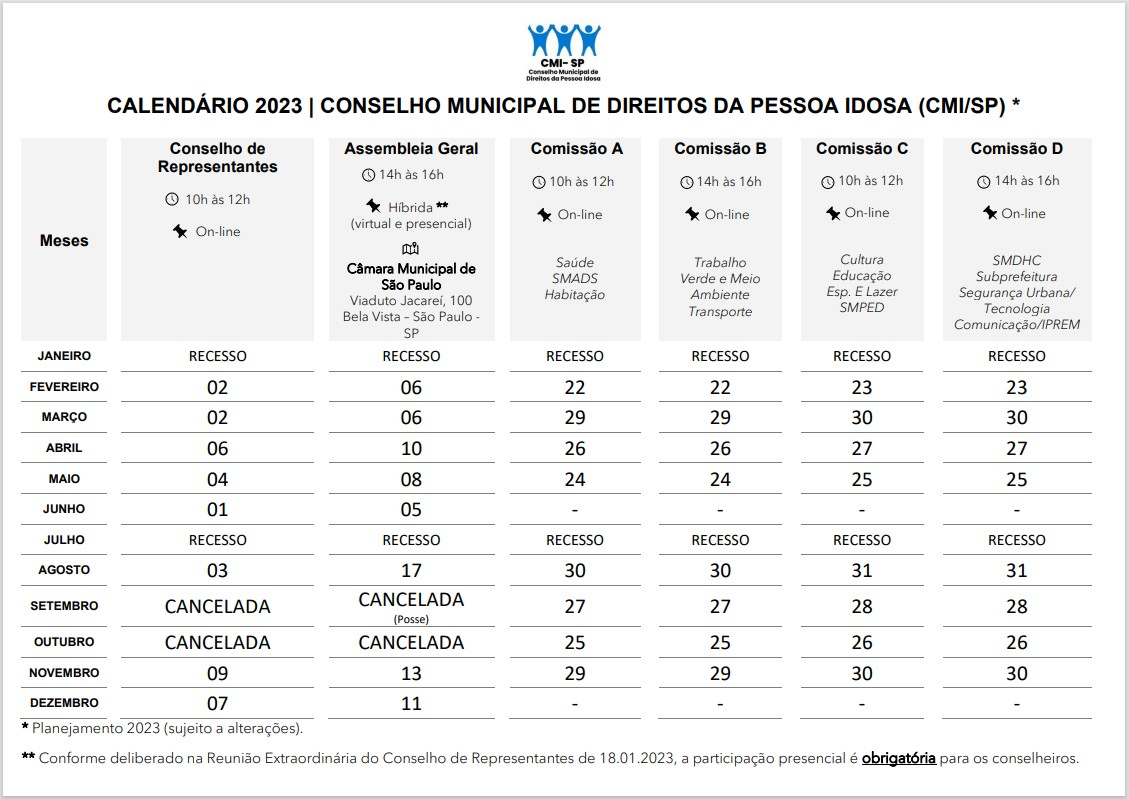 CMI- SP
Conselho Municipal de
Direitos da Pessoa Idosa
CALENDÁRIO 2023 | CONSELHO MUNICIPAL DE DIREITOS DA PESSOA IDOSA (CMI/SP) *
Meses
Conselho de
Representantes
10h às 12h
On-line
Assembleia Geral
14h às 16h
Híbrida **
(virtual e presencial)
Câmara Municipal de
São Paulo
Viaduto Jacareí, 100
Bela Vista – São Paulo -
SP
Comissão A
10h às 12h
On-line
Saúde
SMADS
Habitação
Comissão B
14h às 16h
On-line
Trabalho
Verde e Meio
Ambiente
Transporte
Comissão C
10h às 12h
On-line
Cultura
Educação
Esp. E Lazer
SMPED
Comissão D
14h às 16h
On-line
SMDHC
Subprefeitura
Segurança Urbana/
Tecnologia
Comunicação/IPREM
JANEIRO RECESSO RECESSO RECESSO RECESSO RECESSO RECESSO
FEVEREIRO 02 06 22 22 23 23
MARÇO 02 06 29 29 30 30
ABRIL 06 10 26 26 27 27
MAIO 04 08 24 24 25 25
JUNHO 01 05 - - - -
JULHO RECESSO RECESSO RECESSO RECESSO RECESSO RECESSO
AGOSTO 03 17 30 30 31 31
SETEMBRO CANCELADA CANCELADA 27 27 28 28
(Posse)
OUTUBRO CANCELADA CANCELADA 25 25 26 26
NOVEMBRO 09 13 29 29 30 30
DEZEMBRO 07 11 - - - -
* Planejamento 2023 (sujeito a alterações).
** Conforme deliberado na Reunião Extraordinária do Conselho de Representantes de 18.01.2023, a participação presencial é obrigatória para os conselheiros.